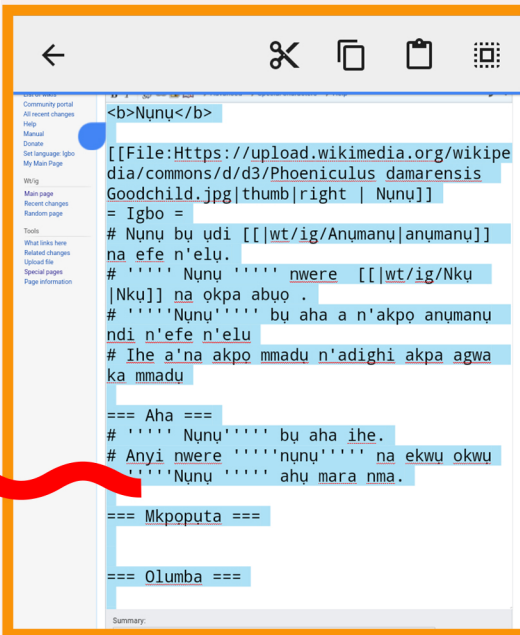 Community portal
All recent changes
Help
Manual
Donate
Set language: Igbo
My Main Page
Wt/ig
Main page
Recent changes
Random page
Tools
What links here
Related changes
Upload file
Special pages
Page information
<b>Nụnụ</b>
[[File:Https://upload.wikimedia.org/wikipe
dia/commons/d/d3/Phoeniculus damarensis
Goodchild.jpg|thumb|right | Nụnụ]]
= Igbo =
# Nụnụ bụ ụdi [[|wt/ig/Anụmanụ|anụmanụ]]
na efe n'elụ.
# ''''' Nụnụ ''''' nwere  [[|wt/ig/Nkụ
|Nkụ]] na ọkpa abụọ .
# '''''Nụnụ''''' bụ aha a n'akpọ anụmanụ
ndi n'efe n'elu
# Ihe a'na akpọ mmadụ n'adighi akpa agwa
ka mmadụ
=== Aha ===
# ''''' Nụnụ''''' bụ aha ihe.
# Anyi nwere '''''nụnụ''''' na ekwụ okwụ
'''''Nụnụ ''''' ahụ mara nma.
=== Mkpọpụta ===
=== Olumba ===
Summary: